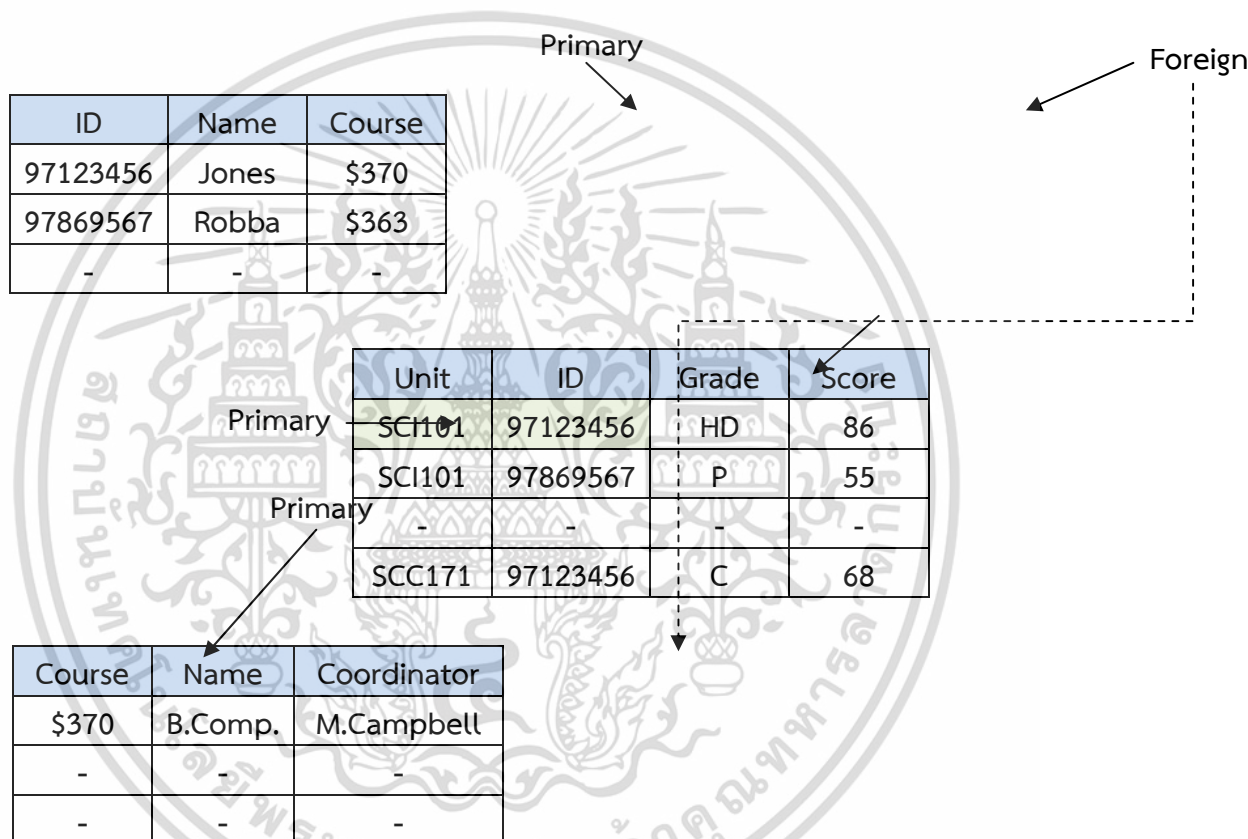 Primary
Foreign
ID Name Course
97123456 Jones $370
97869567 Robba $363
- - -
Unit ID Grade Score
Primary
SCI101 97123456 HD 86
SCI101 97869567 P 55
Primary
- - - -
SCC171 97123456 C 68
Course Name Coordinator
$370 B.Comp. M.Campbell
- - -
- - -